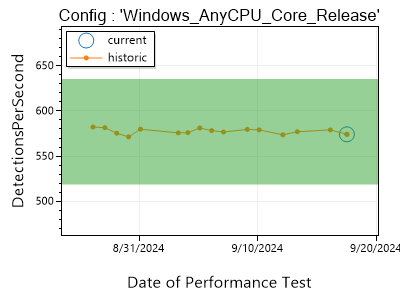 Config : 'Windows_AnyCPU_Core_Release'
current
historic
DetectionsPerSecond
650
600
550
500
8/31/2024
9/10/2024
9/20/2024
Date of Performance Test